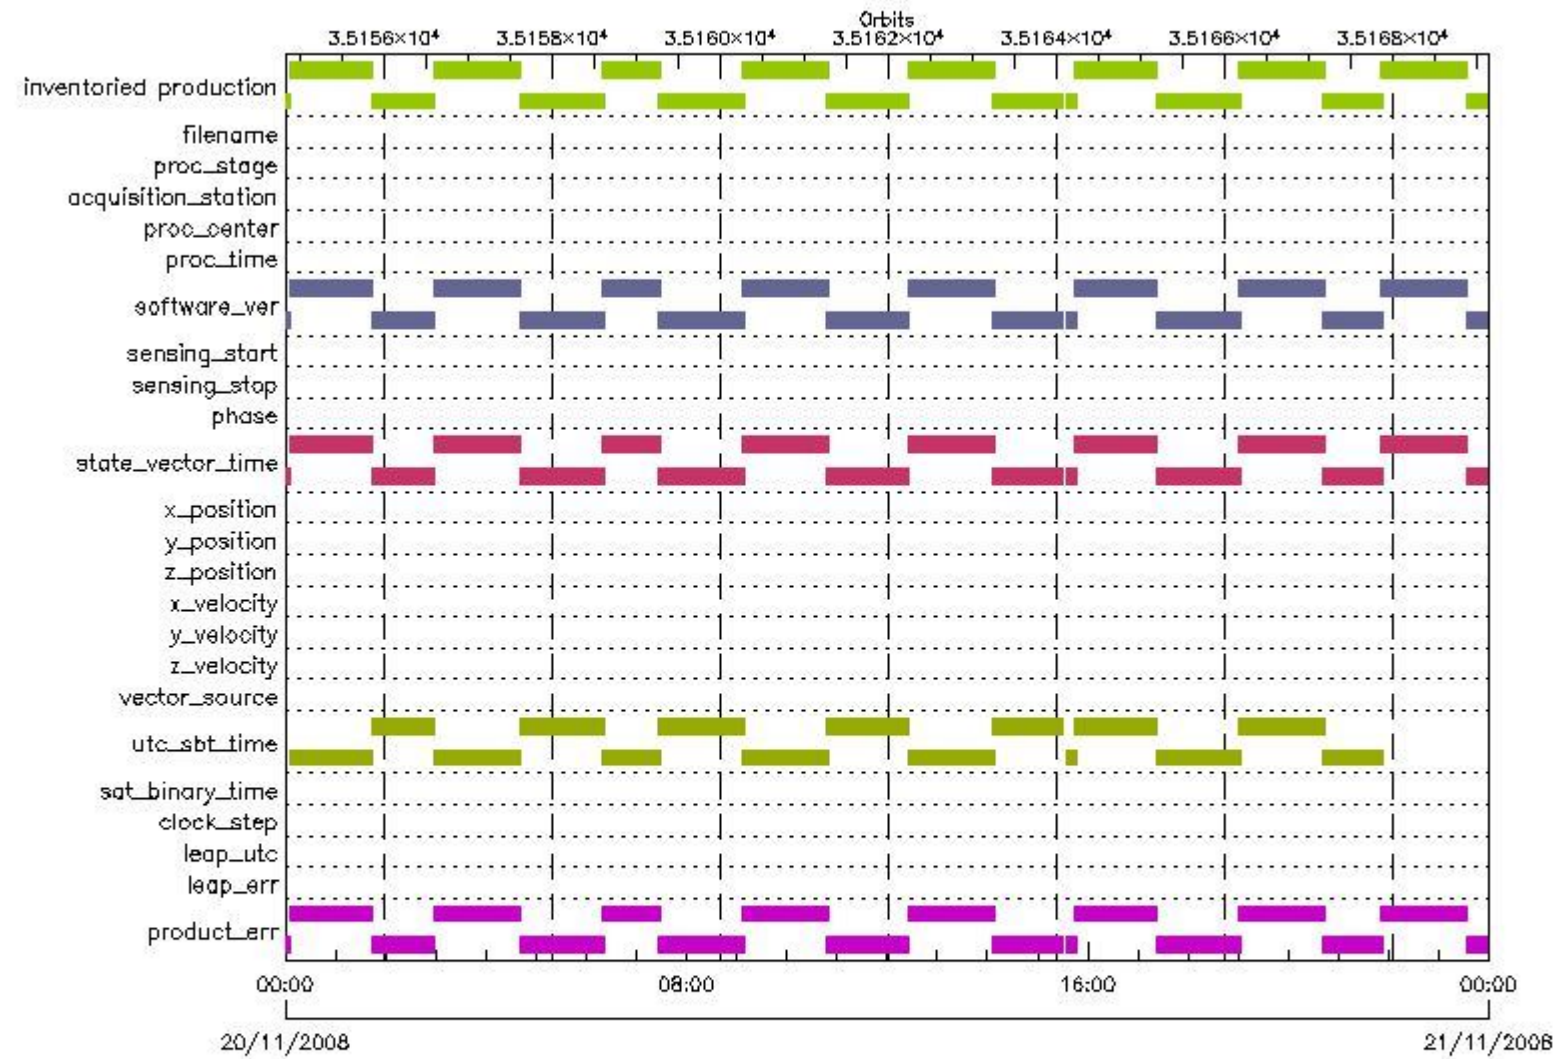 Orbits
3.5156×10⁴ 3.5158×10⁴ 3.5160×10⁴ 3.5162×10⁴ 3.5164×10⁴ 3.5166×10⁴ 3.5168×10⁴
inventoried production
filename
proc_stage
acquisition_station
proc_center
proc_time
software_ver
sensing_start
sensing_stop
phase
state_vector_time
x_position
y_position
z_position
x_velocity
y_velocity
z_velocity
vector_source
utc_sbt_time
sat_binary_time
clock_step
leap_utc
leap_err
product_err
00:00 08:00 16:00 00:00
20/11/2008 21/11/2008